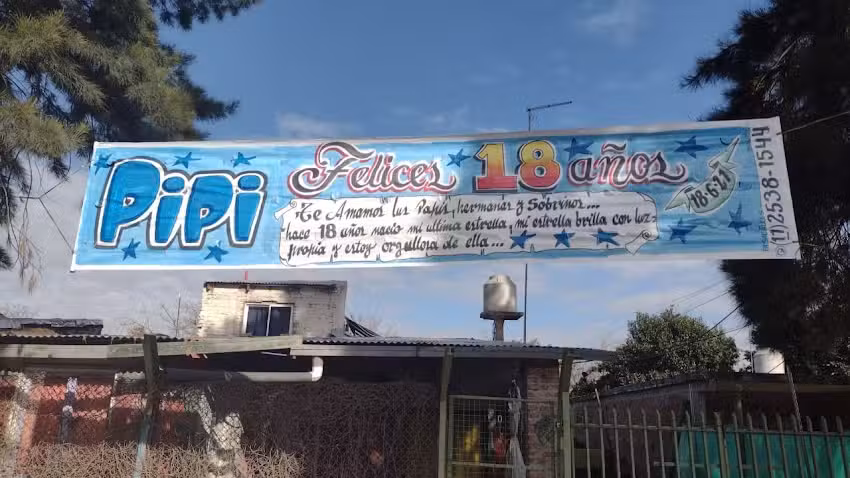 PiPi
Felices 18 años
Te Amamos tus Papás, hermanas y Sobrinos...
hace 18 años nacio mi ultima estrella, mi estrella brilla con luz
propia y estoy orgullosa de ella...
18-6-21
(11) 2538-1544